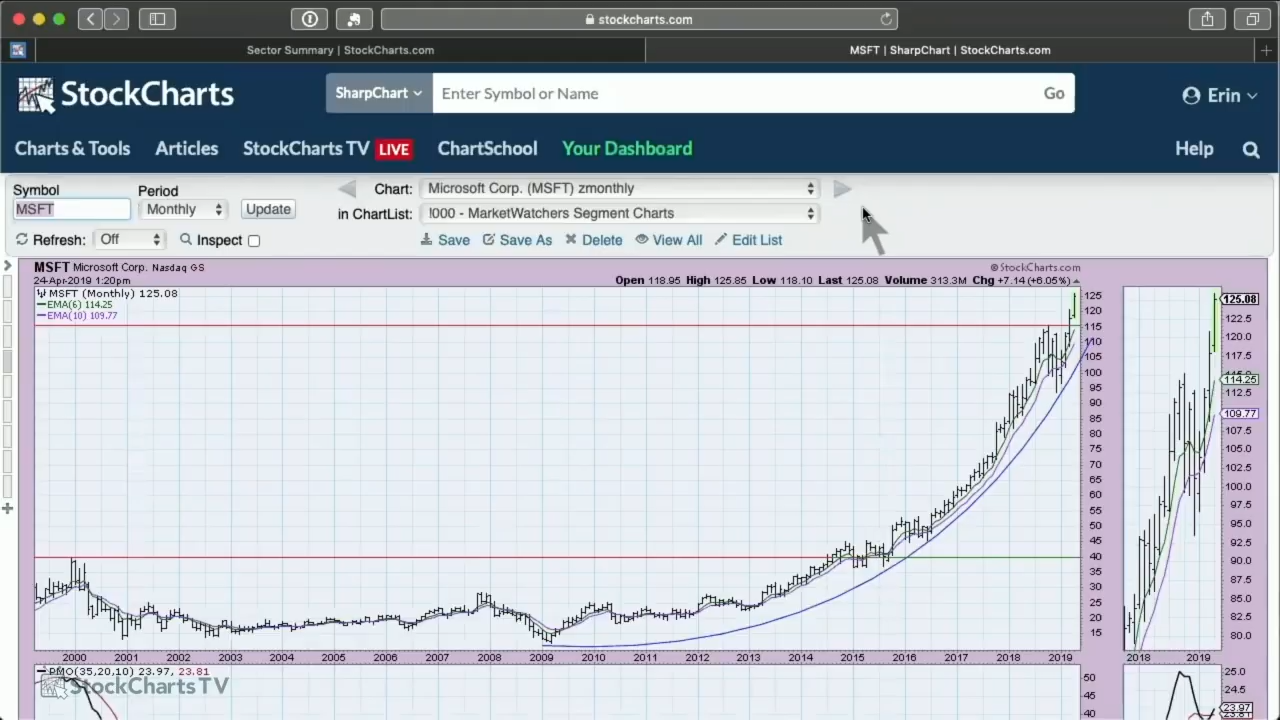 stockcharts.com
Sector Summary | StockCharts.com
MSFT | SharpChart | StockCharts.com
StockCharts
SharpChart
Enter Symbol or Name
Go
Erin
Charts & Tools
Articles
StockCharts TV LIVE
ChartSchool
Your Dashboard
Help
Symbol
Period
Chart: Microsoft Corp. (MSFT) zmonthly
MSFT
Monthly
Update
in ChartList: !000 - MarketWatchers Segment Charts
Refresh: Off
Inspect
Save
Save As
Delete
View All
Edit List
MSFT Microsoft Corp. Nasdaq GS
© StockCharts.com
24-Apr-2019 1:20pm
Open 118.95 High 125.85 Low 118.10 Last 125.08 Volume 313.3M Chg +7.14 (+6.05%)
MSFT (Monthly) 125.08
EMA(6) 114.25
EMA(10) 109.77
125
120
115
110
105
100
95
90
85
80
75
70
65
60
55
50
45
40
35
30
25
20
15
2000 2001 2002 2003 2004 2005 2006 2007 2008 2009 2010 2011 2012 2013 2014 2015 2016 2017 2018 2019
125.08
122.5
120.0
117.5
114.25
112.5
109.77
107.5
105.0
102.5
100.0
97.5
95.0
92.5
90.0
87.5
85.0
82.5
80.0
2018 2019
PMO(35,20,10) 23.97, 23.81
StockChartsTV
50
45
40
25.0
24.5
23.97